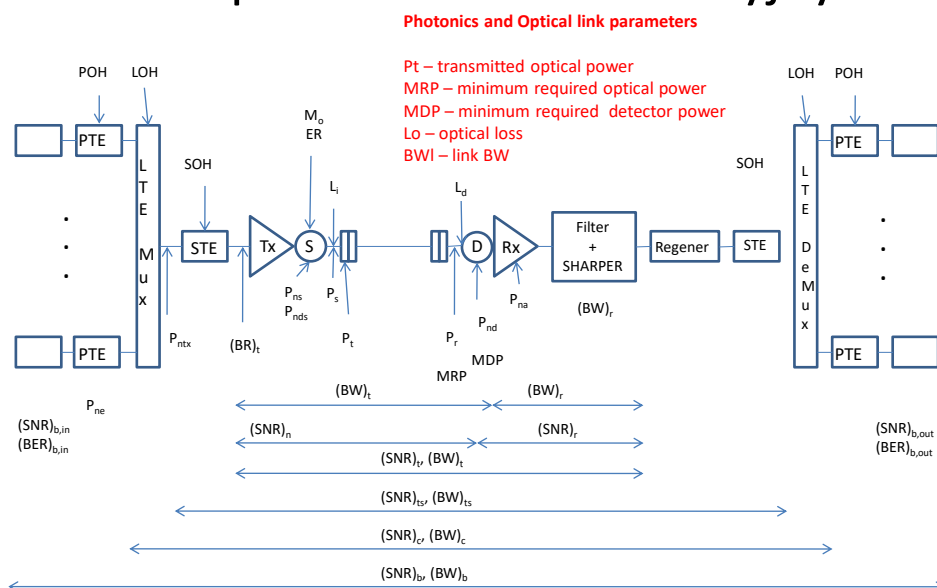 Photonics and Optical link parameters
Pt – transmitted optical power
MRP – minimum required optical power
MDP – minimum required detector power
Lo – optical loss
BWl – link BW
POH
LOH
LOH
POH
Mo
ER
SOH
SOH
Li
Ld
PTE
PTE
LTE Mux
LTE DeMux
STE
Tx
S
D
Rx
Filter
+
SHARPER
Regener
STE
Pns
Pnds
Ps
Pna
Pnd
(BW)r
Pntx
(BR)t
Pt
Pr
PTE
PTE
MDP
MRP
Pne
(BW)t
(BW)r
(SNR)b,in
(BER)b,in
(SNR)n
(SNR)r
(SNR)b,out
(BER)b,out
(SNR)t, (BW)t
(SNR)ts, (BW)ts
(SNR)c, (BW)c
(SNR)b, (BW)b